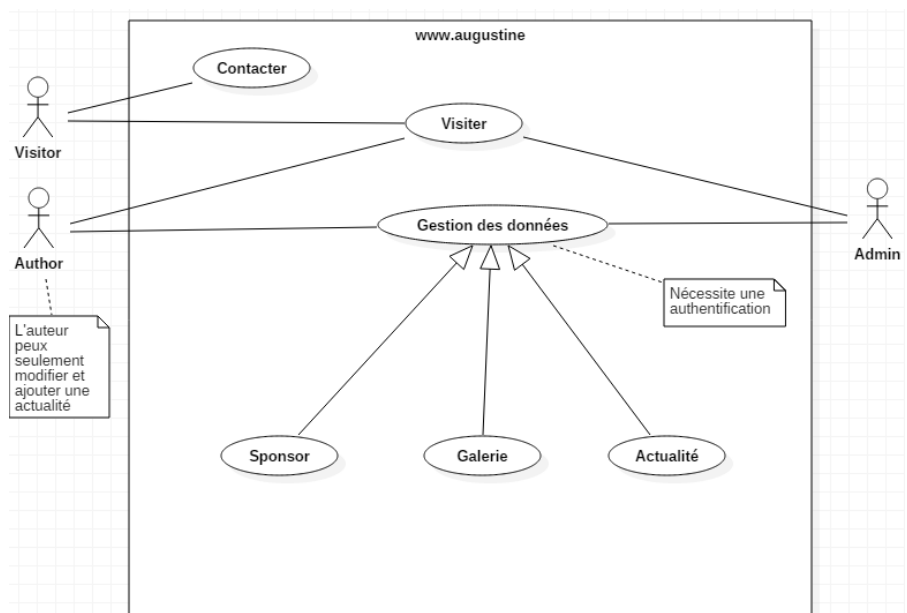 www.augustine
Contacter
Visiter
Visitor
Gestion des données
Author
Admin
Nécessite une
authentification
L'auteur
peux
seulement
modifier et
ajouter une
actualité
Sponsor
Galerie
Actualité